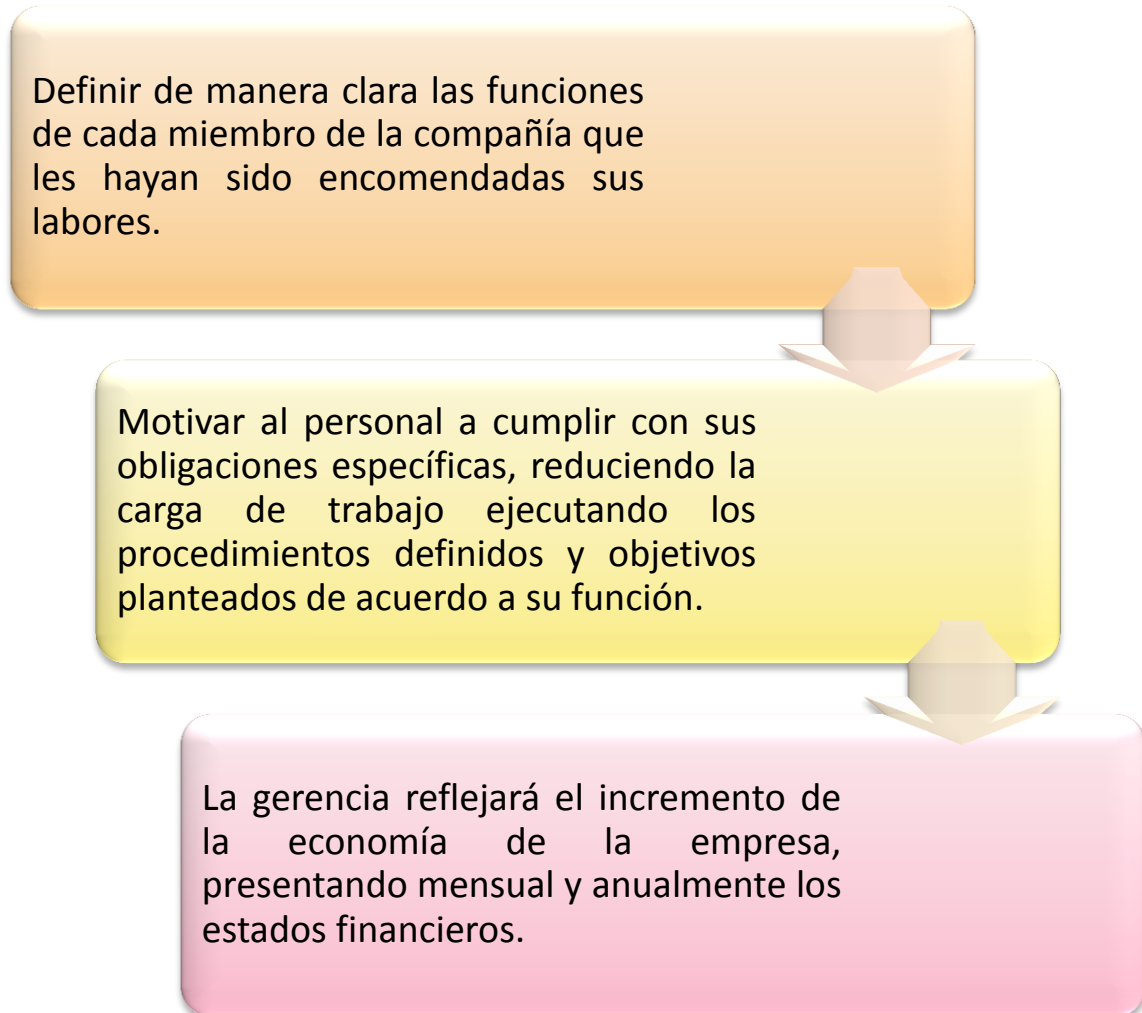 Definir de manera clara las funciones
de cada miembro de la compañía que
les hayan sido encomendadas sus
labores.
Motivar al personal a cumplir con sus
obligaciones específicas, reduciendo la
carga de trabajo ejecutando los
procedimientos definidos y objetivos
planteados de acuerdo a su función.
La gerencia reflejará el incremento de
la economía de la empresa,
presentando mensual y anualmente los
estados financieros.